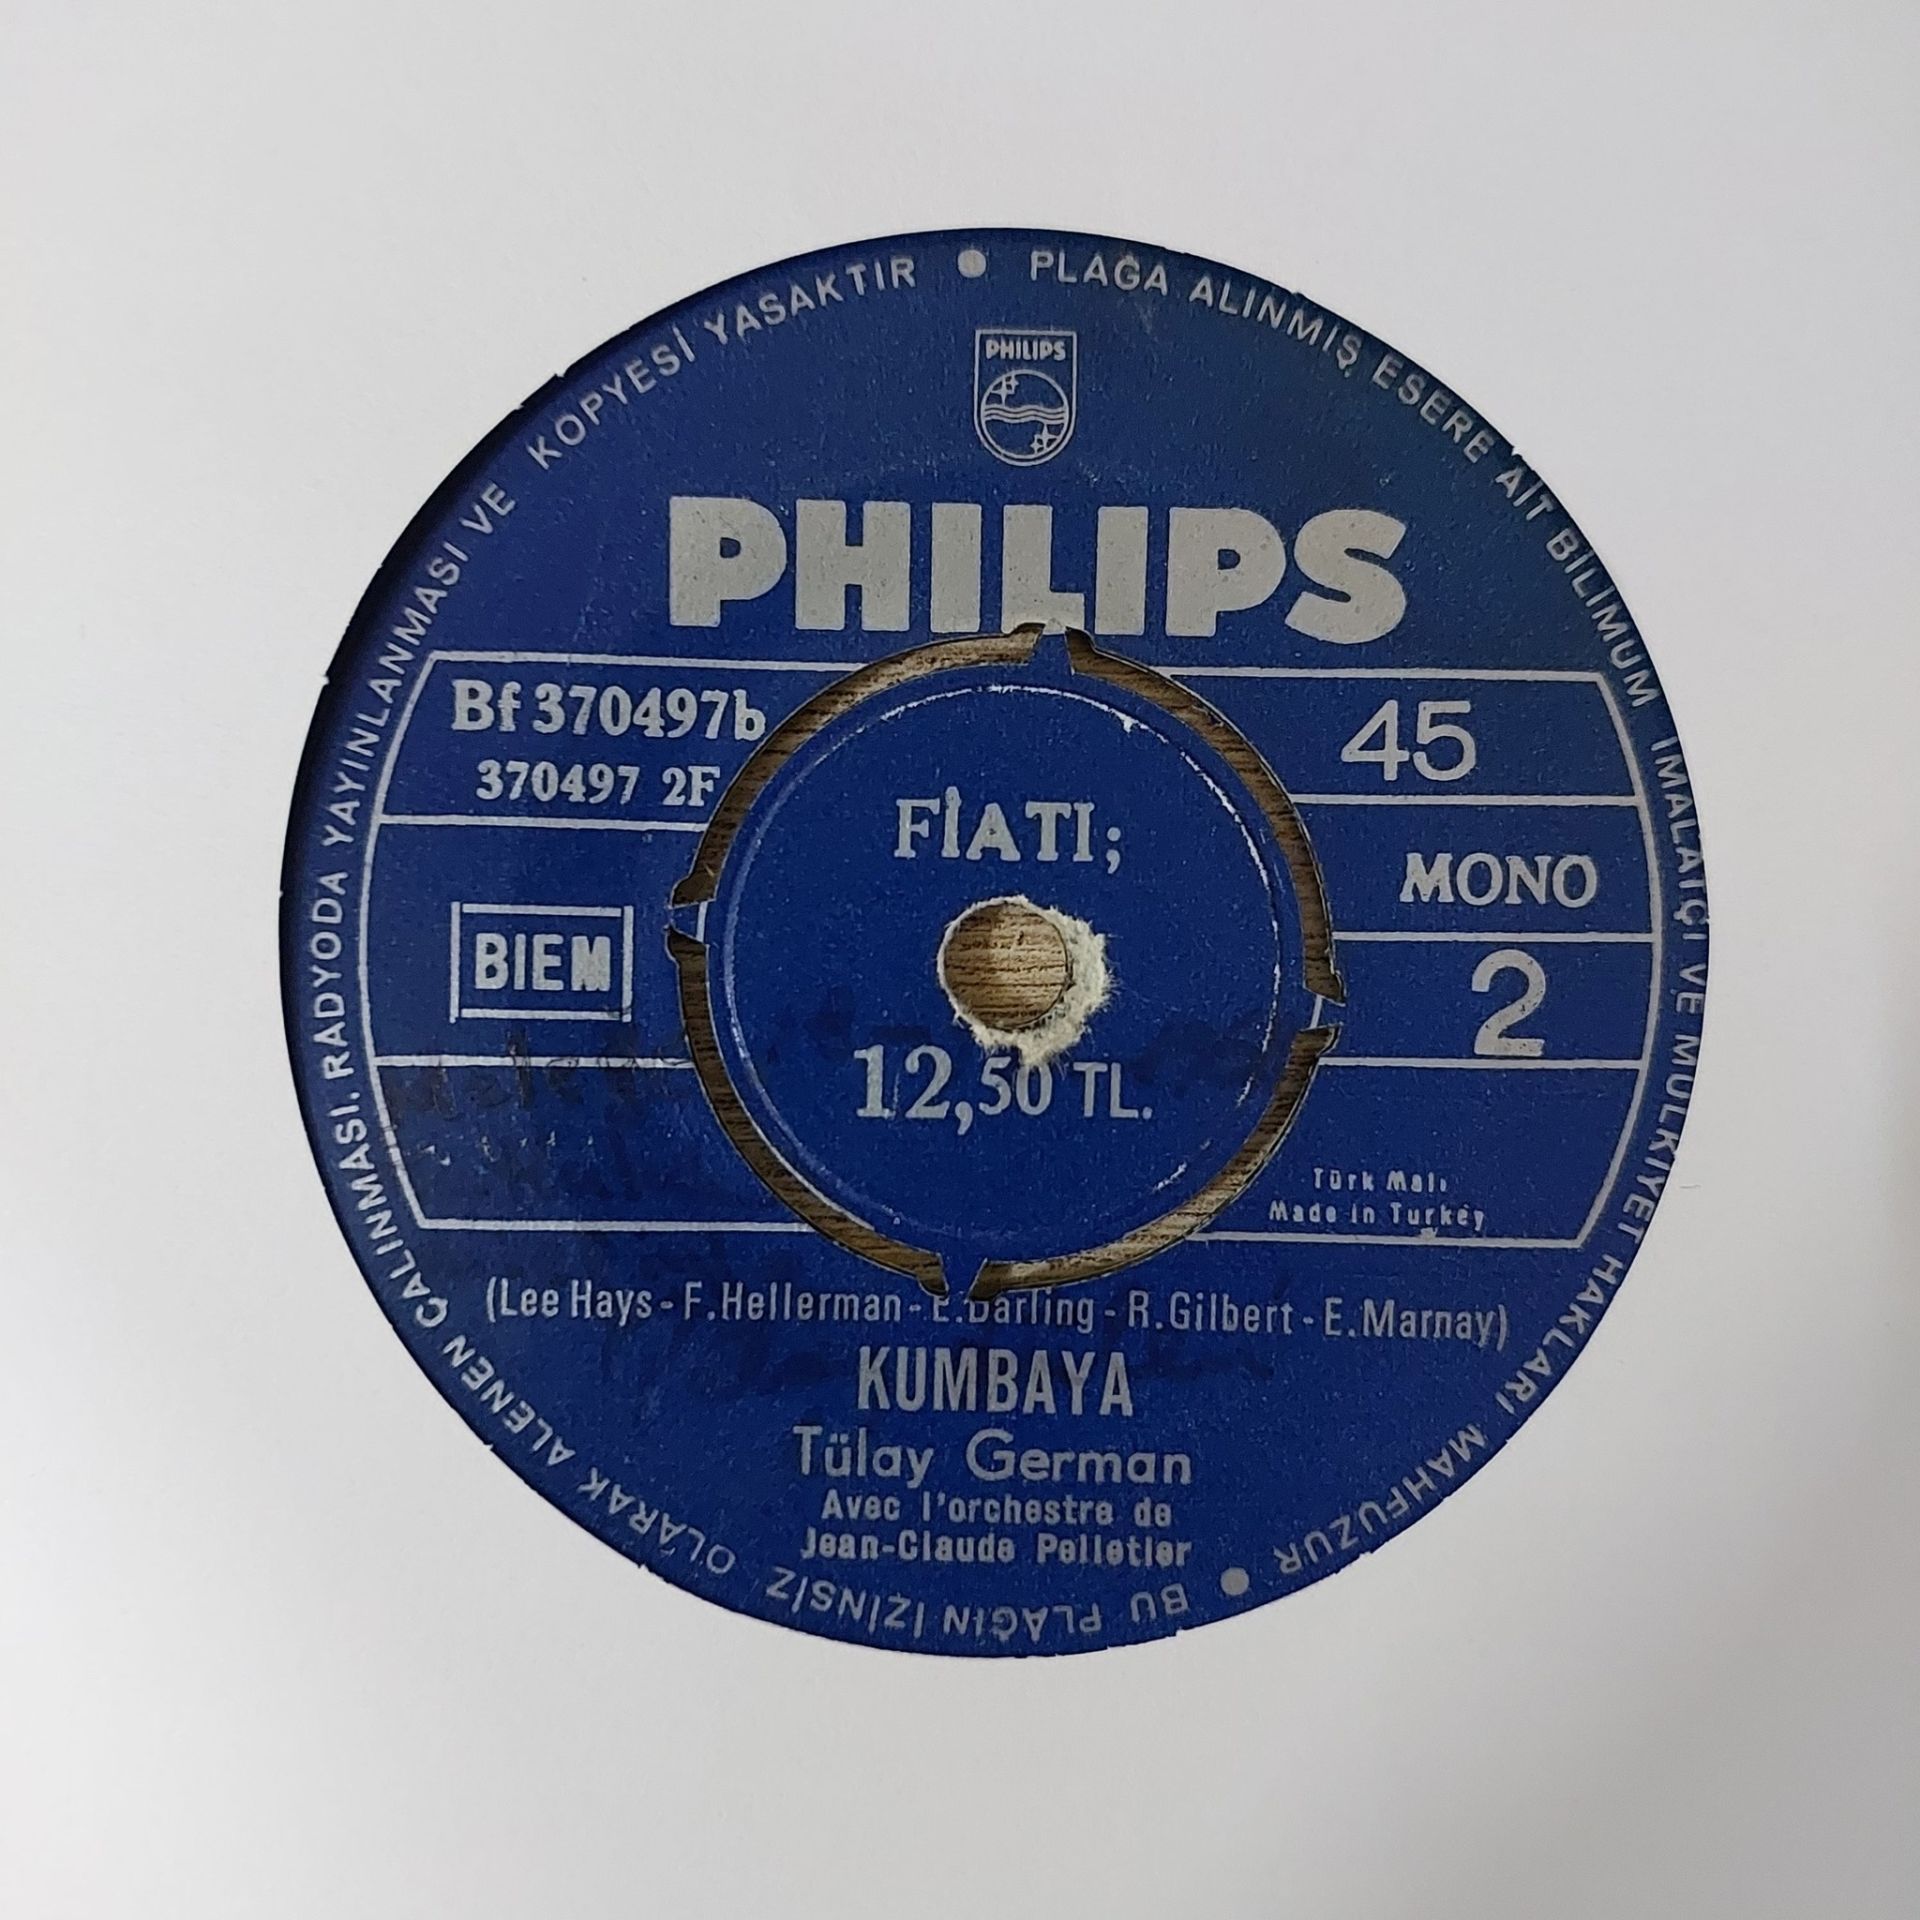 PLAĞA ALINMIŞ ESERE AİT BİLİMUM İMALATÇI VE MÜLKİYET HAKLARI MAHFUZUR • BU PLAĞIN İZİNSİZ OLARAK ALENEN ÇALINMASI. RADYODA YAYINLANMASI VE KOPYESİ YASAKTIR •
PHILIPS
PHILIPS
Bf 370497b
370497 2F
45
MONO
BIEM
2
FİATI;
12,50 TL.
Türk Malı
Made in Turkey
(Lee Hays - F. Hellerman - E. Darling - R. Gilbert - E. Marnay)
KUMBAYA
Tülay German
Avec l'orchestre de
Jean-Claude Pelletier